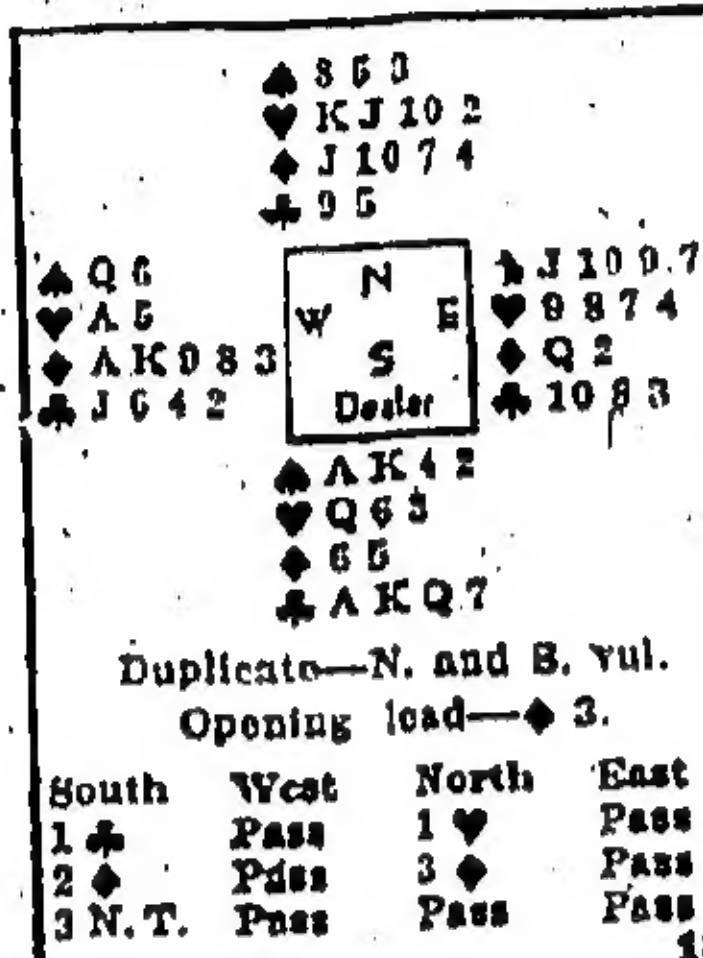 ♠ 8 5 3
♥ K J 10 2
♦ J 10 7 4
♣ 9 5
♠ Q 6
♥ A 5
♦ A K 9 8 3
♣ J 6 4 2
N
W E
S
Dealer
♠ J 10 9 7
♥ 9 8 7 4
♦ Q 2
♣ 10 8 3
♠ A K 4 2
♥ Q 6 3
♦ 6 5
♣ A K Q 7
Duplicate—N. and S. vul.
Opening lead—♦ 3.
South West North East
1 ♣ Pass 1 ♥ Pass
2 ♦ Pass 3 ♦ Pass
3 N. T. Pass Pass Pass